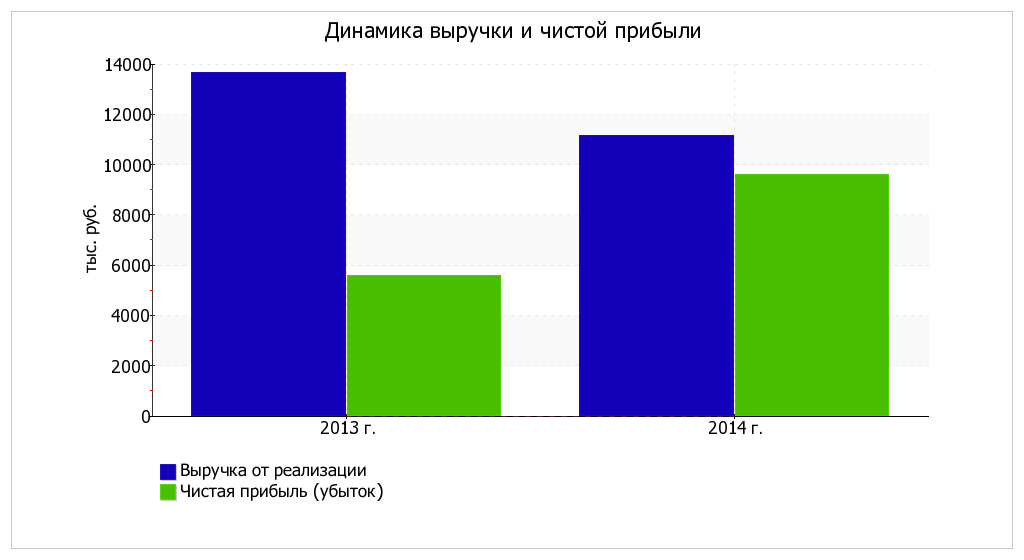 Динамика выручки и чистой прибыли
тыс. руб.
14000
12000
10000
8000
6000
4000
2000
0
2013 г.
2014 г.
Выручка от реализации
Чистая прибыль (убыток)